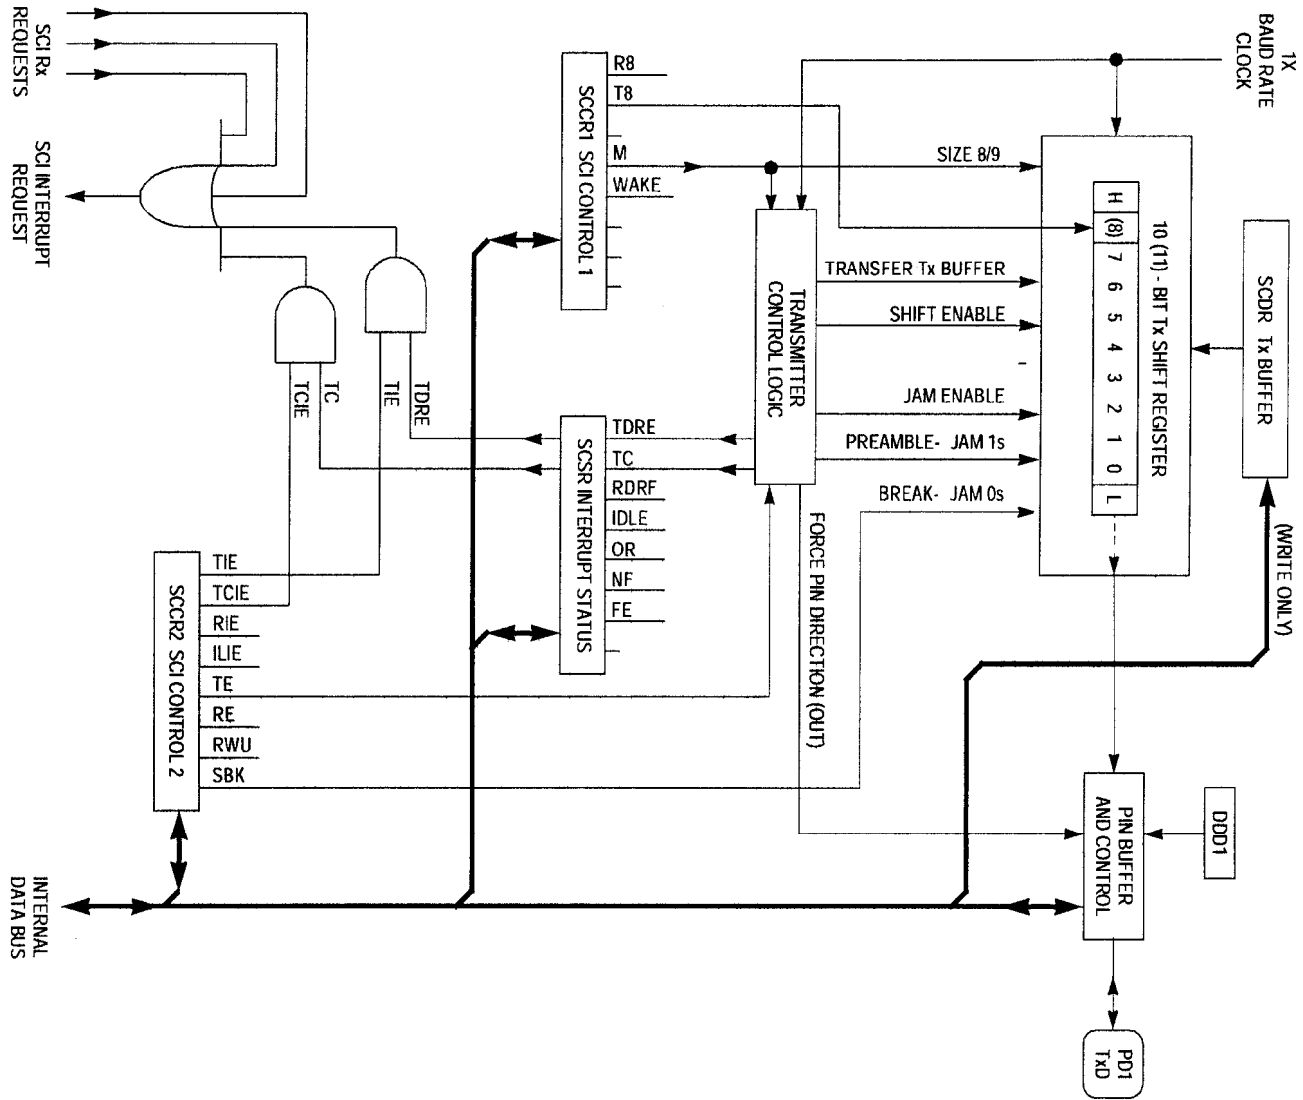 1X
BAUD RATE
CLOCK
SCI Rx
REQUESTS
SCI INTERRUPT
REQUEST
SCCR1 SCI CONTROL 1
R8
T8
M
WAKE
SIZE 8/9
10 (11) - BIT Tx SHIFT REGISTER
H (8) 7 6 5 4 3 2 1 0 L
SCDR Tx BUFFER
(WRITE ONLY)
TRANSMITTER
CONTROL LOGIC
TRANSFER Tx BUFFER
SHIFT ENABLE
JAM ENABLE
PREAMBLE- JAM 1s
BREAK- JAM 0s
FORCE PIN DIRECTION (OUT)
TCIE
TC
TIE
TDRE
SCSR INTERRUPT STATUS
TDRE
TC
RDRF
IDLE
OR
NF
FE
SCCR2 SCI CONTROL 2
TIE
TCIE
RIE
ILIE
TE
RE
RWU
SBK
PIN BUFFER
AND CONTROL
DDD1
INTERNAL
DATA BUS
PD1
TxD